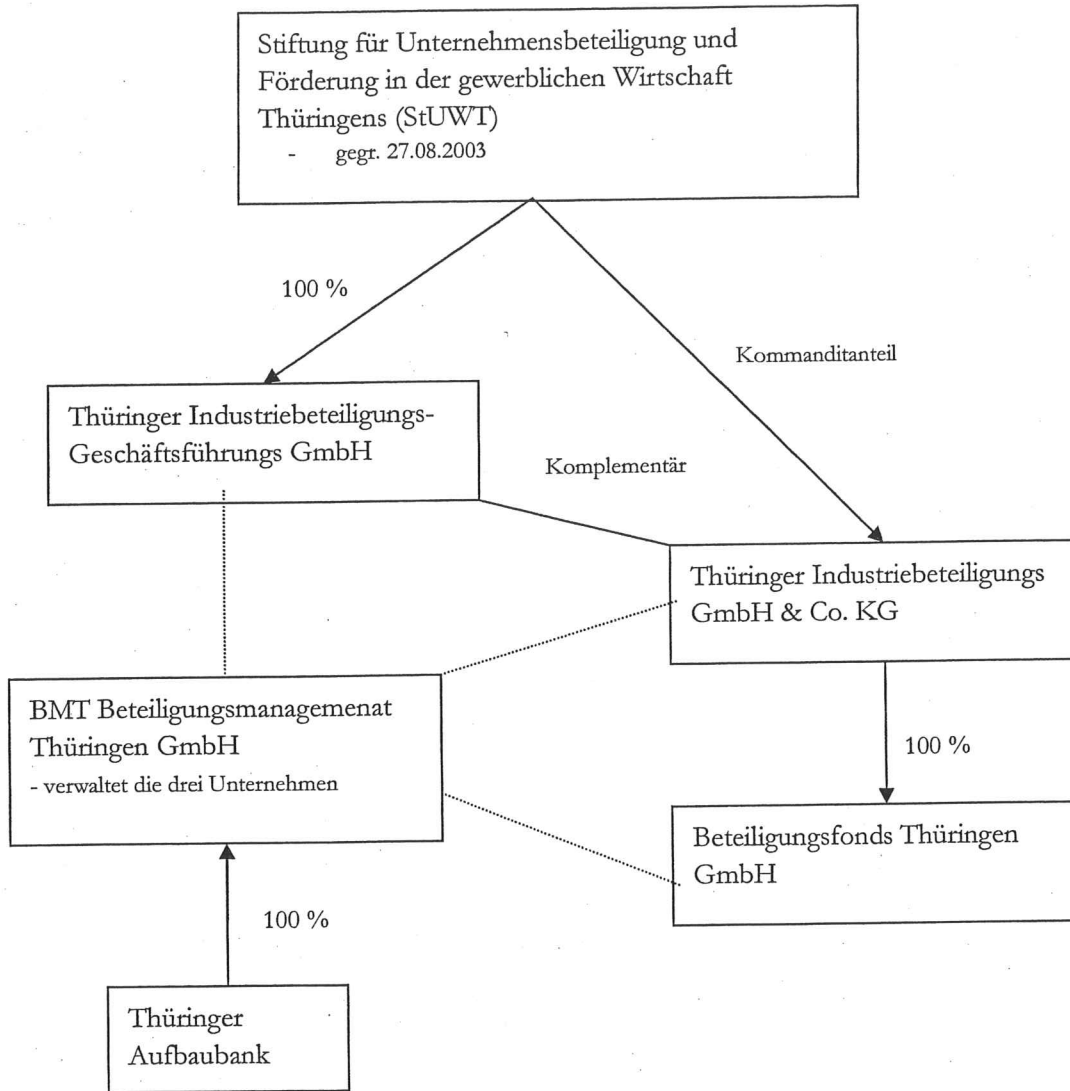 Stiftung für Unternehmensbeteiligung und
Förderung in der gewerblichen Wirtschaft
Thüringens (StUWT)
- gegr. 27.08.2003
100 %
Kommanditanteil
Thüringer Industriebeteiligungs-
Geschäftsführungs GmbH
Komplementär
Thüringer Industriebeteiligungs
GmbH & Co. KG
BMT Beteiligungsmanagemenat
Thüringen GmbH
- verwaltet die drei Unternehmen
100 %
Beteiligungsfonds Thüringen
GmbH
100 %
Thüringer
Aufbaubank